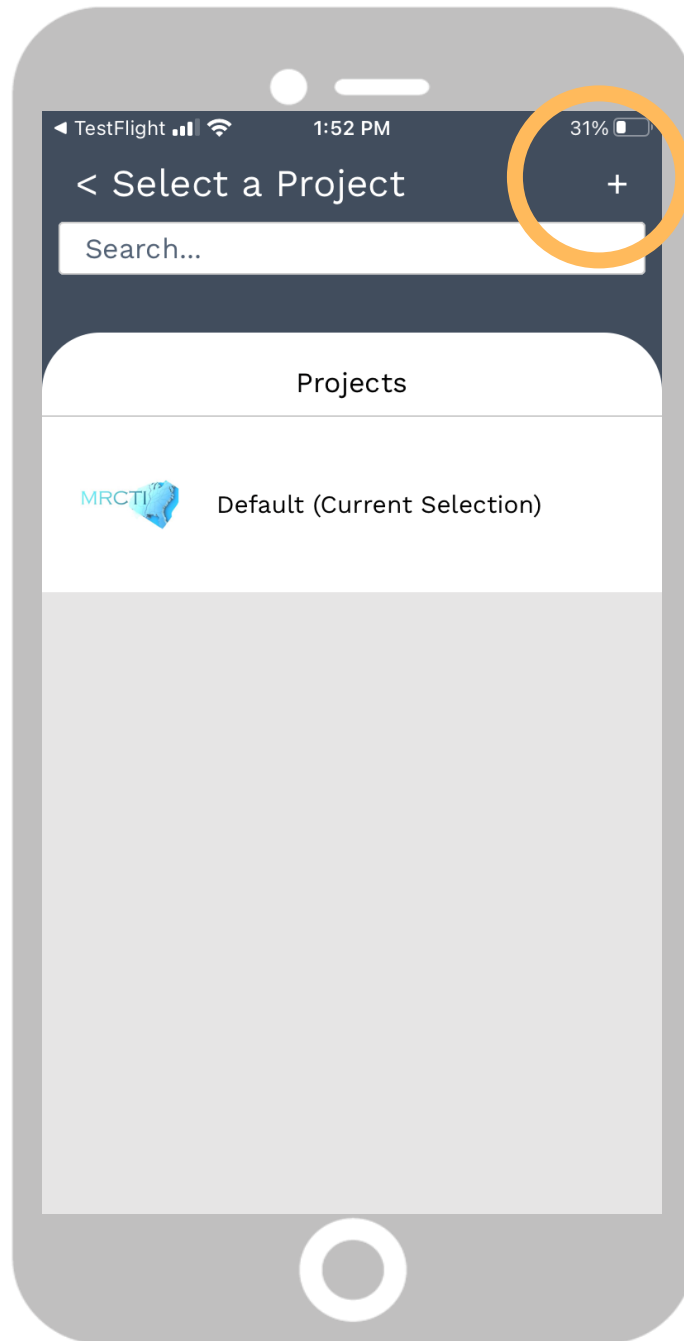 ◄ TestFlight 1:52 PM 31%
< Select a Project +
Search...
Projects
MRCTI
Default (Current Selection)